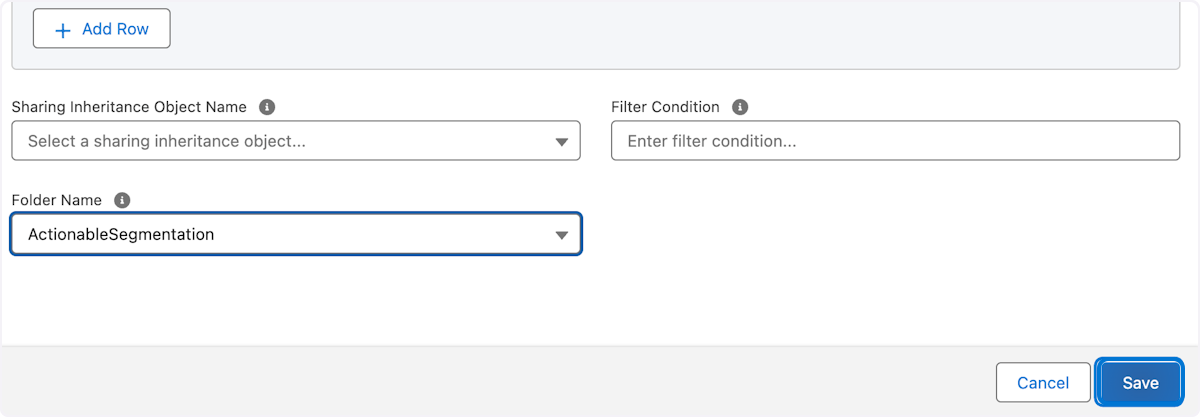 Add Row
Sharing Inheritance Object Name
Filter Condition
Select a sharing inheritance object...
Enter filter condition...
Folder Name
ActionableSegmentation
Cancel
Save